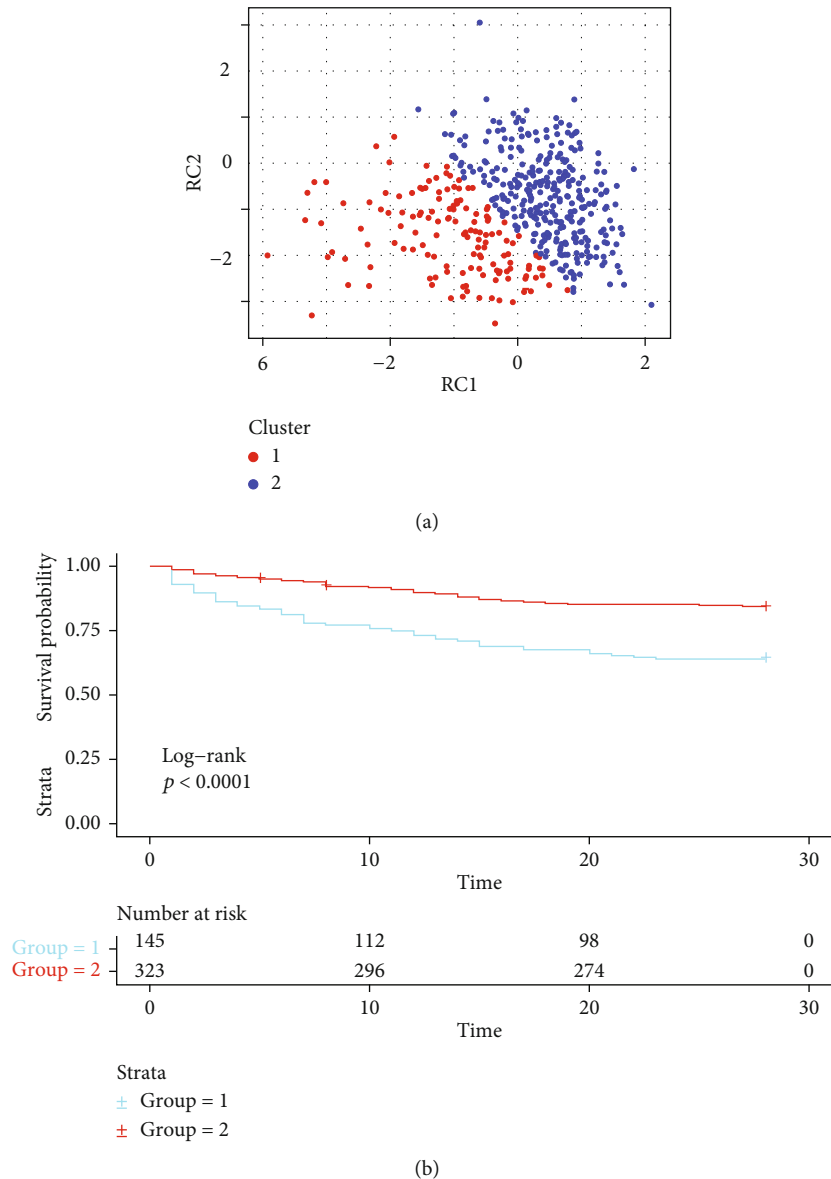 2
0
−2
RC2
6
−2
0
2
RC1
Cluster
1
2
(a)
1.00
0.75
0.50
0.25
0.00
Strata Survival probability
Log−rank
p < 0.0001
0
10
20
30
Time
Number at risk
Group = 1
145
112
98
0
Group = 2
323
296
274
0
0
10
20
30
Time
Strata
Group = 1
Group = 2
(b)